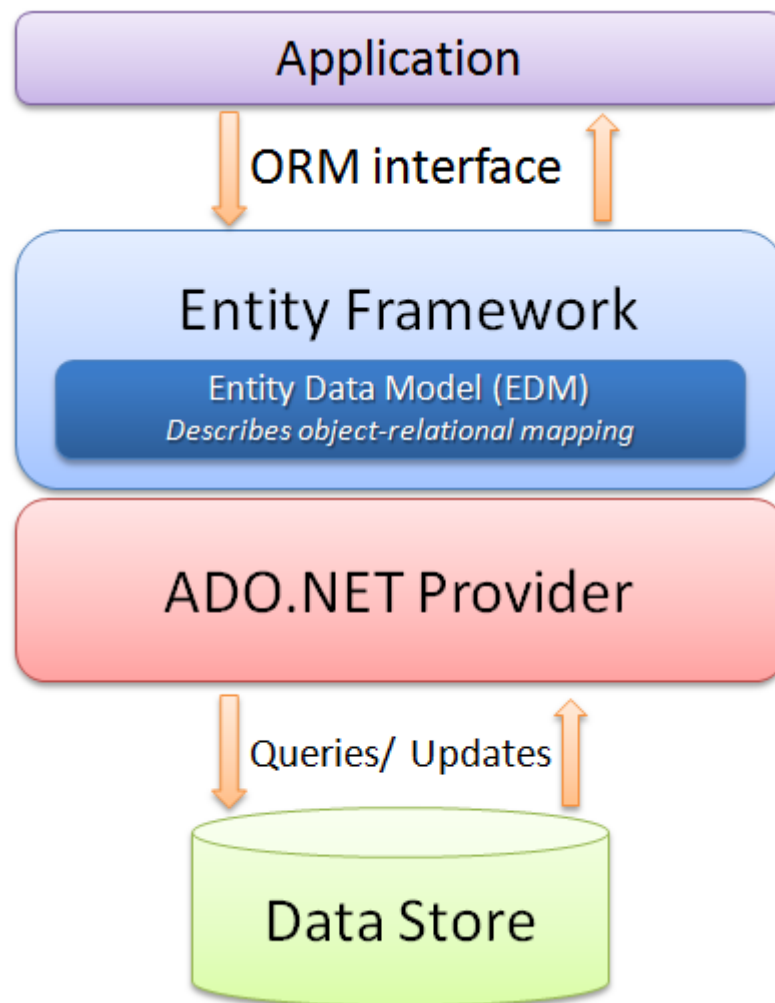 Application
ORM interface
Entity Framework
Entity Data Model (EDM)
Describes object-relational mapping
ADO.NET Provider
Queries/ Updates
Data Store